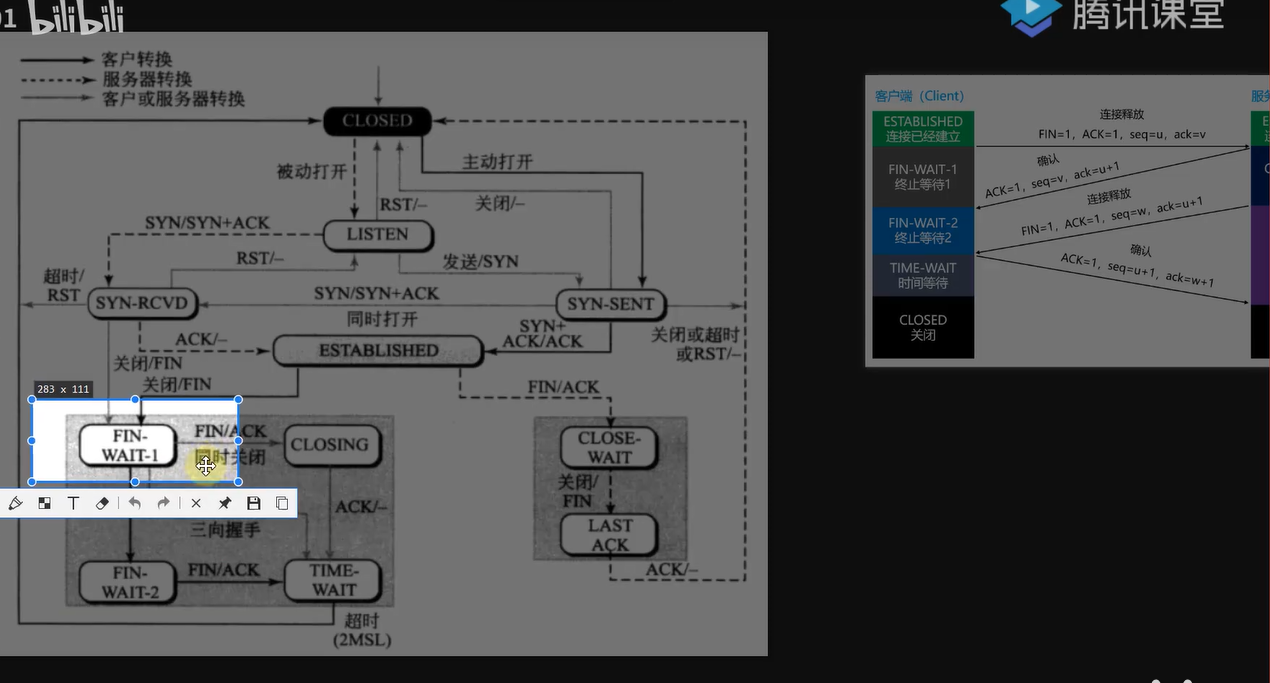 01 bilibili
腾讯课堂
客户转换
服务器转换
客户或服务器转换
CLOSED
被动打开
主动打开
RST/–
关闭/–
SYN/SYN+ACK
LISTEN
RST/–
发送/SYN
超时/
RST
SYN-RCVD
SYN/SYN+ACK
同时打开
SYN-SENT
关闭或超时
或RST/–
ACK/–
SYN+
ACK/ACK
ESTABLISHED
关闭/FIN
关闭/FIN
FIN/ACK
283 x 111
FIN-
WAIT-1
FIN/ACK
同时关闭
CLOSING
CLOSE-
WAIT
关闭/
FIN
ACK/–
三向握手
LAST
ACK
ACK/–
FIN-
WAIT-2
FIN/ACK
TIME-
WAIT
超时
(2MSL)
客户端（Client）
服务
ESTABLISHED
连接已经建立
连接释放
FIN=1，ACK=1，seq=u，ack=v
FIN-WAIT-1
终止等待1
确认
ACK=1，seq=v，ack=u+1
连接释放
FIN=1，ACK=1，seq=w，ack=u+1
FIN-WAIT-2
终止等待2
确认
ACK=1，seq=u+1，ack=w+1
TIME-WAIT
时间等待
CLOSED
关闭